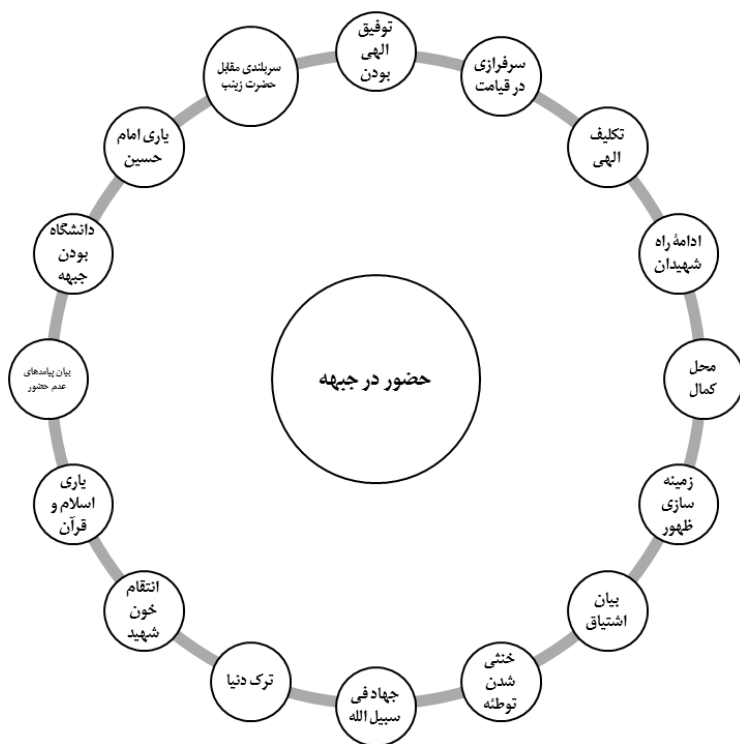 توفیق
الهی
بودن
سرفرازی
در قیامت
تکلیف
الهی
ادامهٔ راه
شهیدان
محل
کمال
زمینه
سازی
ظهور
بیان
اشتیاق
خنثی
شدن
توطئه
جهاد فی
سبیل الله
ترک دنیا
انتقام
خون
شهید
یاری
اسلام و
قرآن
بیان پیامدهای
عدم حضور
دانشگاه
بودن
جبهه
یاری امام
حسین
سربلندی مقابل
حضرت زینب
حضور در جبهه